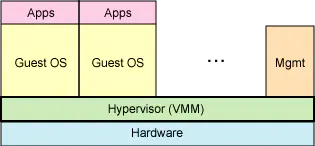 Apps Apps
Guest OS Guest OS ... Mgmt
Hypervisor (VMM)
Hardware